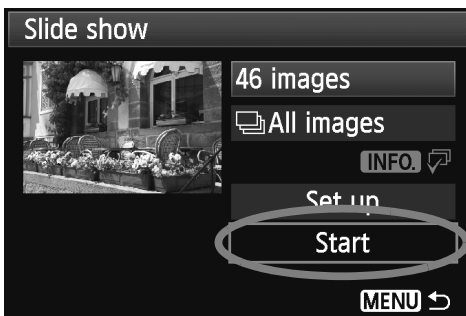 Slide show
46 images
All images
INFO.
Set up
Start
MENU